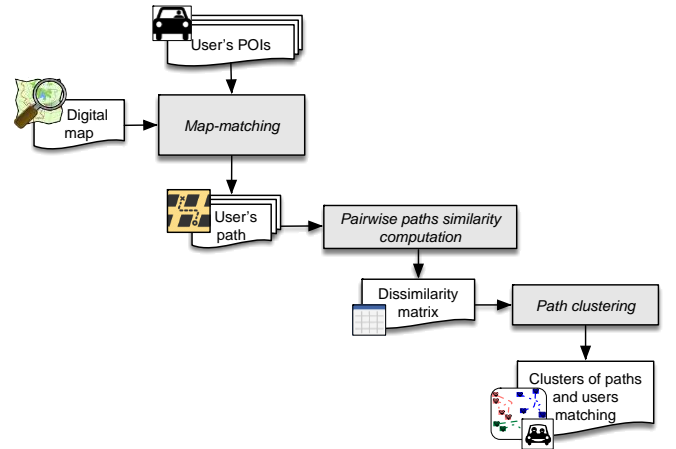 User's POIs
Digital
map
Map-matching
User's
path
Pairwise paths similarity
computation
Dissimilarity
matrix
Path clustering
Clusters of paths
and users
matching